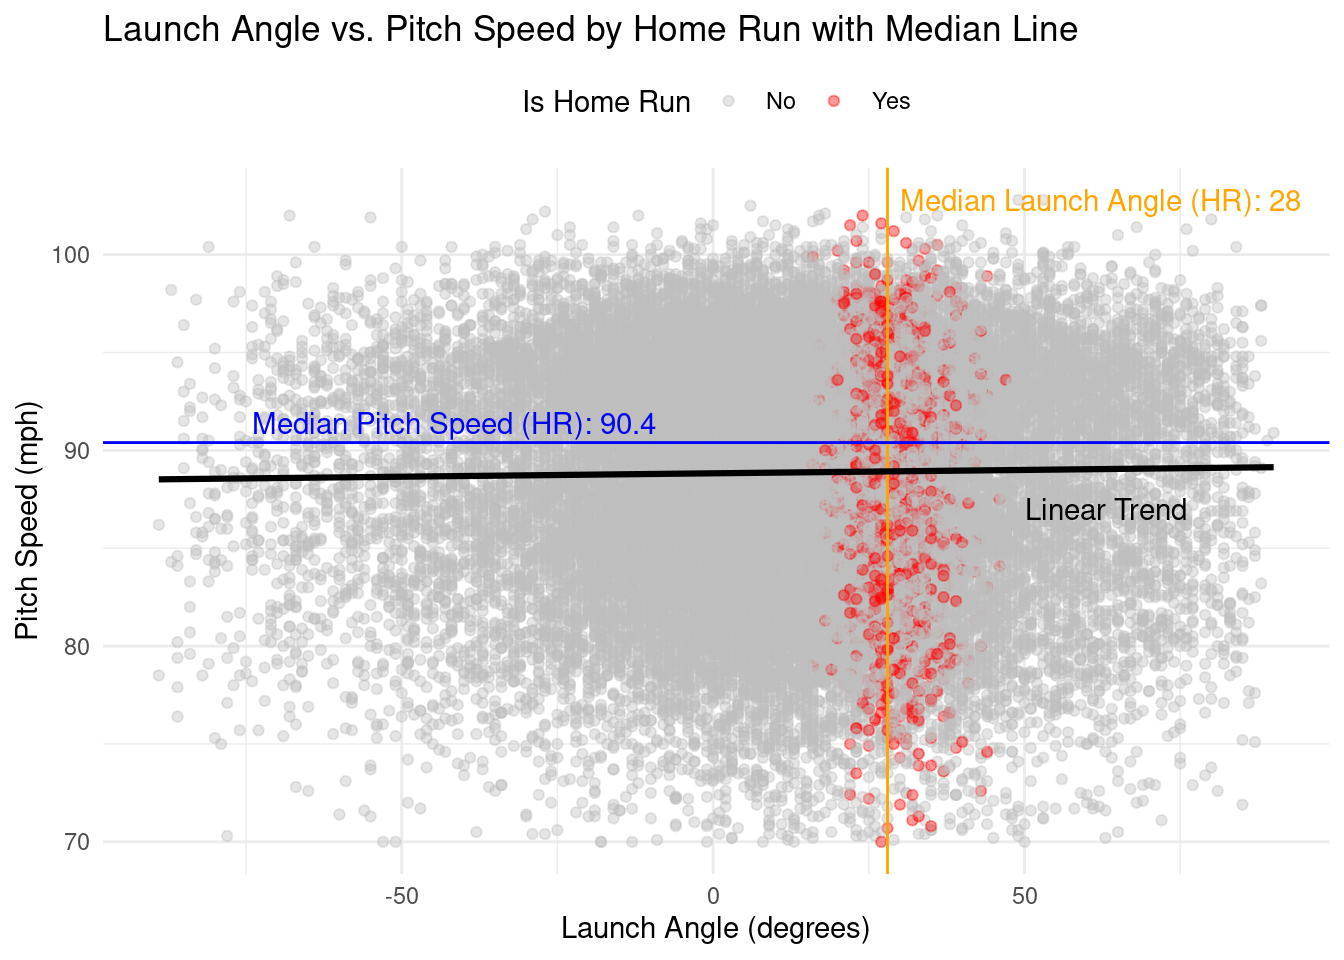 Launch Angle vs. Pitch Speed by Home Run with Median Line
Is Home Run No Yes
Median Launch Angle (HR): 28
100
Median Pitch Speed (HR): 90.4
90
Linear Trend
80
70
Pitch Speed (mph)
-50 0 50
Launch Angle (degrees)